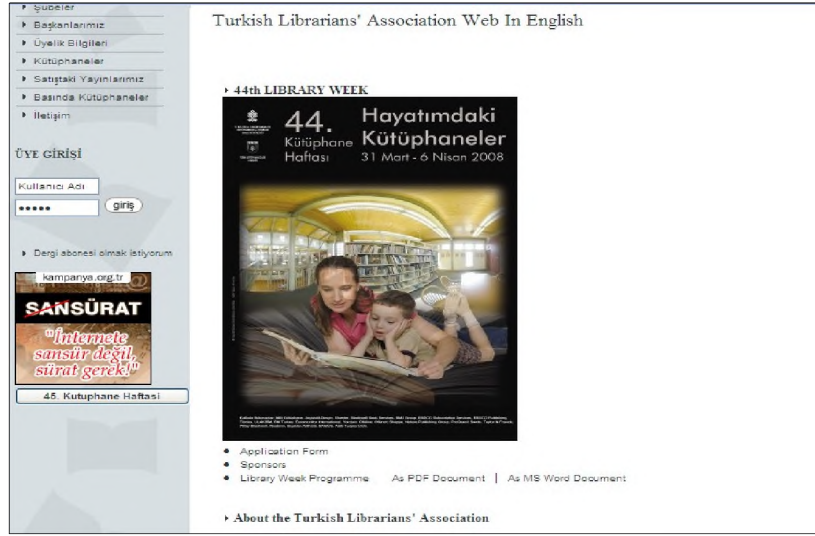 Şubeler
Başkanlarımız
Üyelik Bilgileri
Kütüphaneler
Satıştaki Yayınlarımız
Basında Kütüphaneler
İletişim
ÜYE GİRİŞİ
Kullanıcı Adı
•••••
giriş
Dergi abonesi olmak istiyorum
kampanya.org.tr
SANSÜRAT
"İnternete
sansür değil,
sürat gerek!"
45. Kutuphane Haftasi
Turkish Librarians' Association Web In English
44th LIBRARY WEEK
44.
Kütüphane
Haftası
Hayatımdaki
Kütüphaneler
31 Mart - 6 Nisan 2008
Application Form
Sponsors
Library Week Programme As PDF Document | As MS Word Document
About the Turkish Librarians' Association